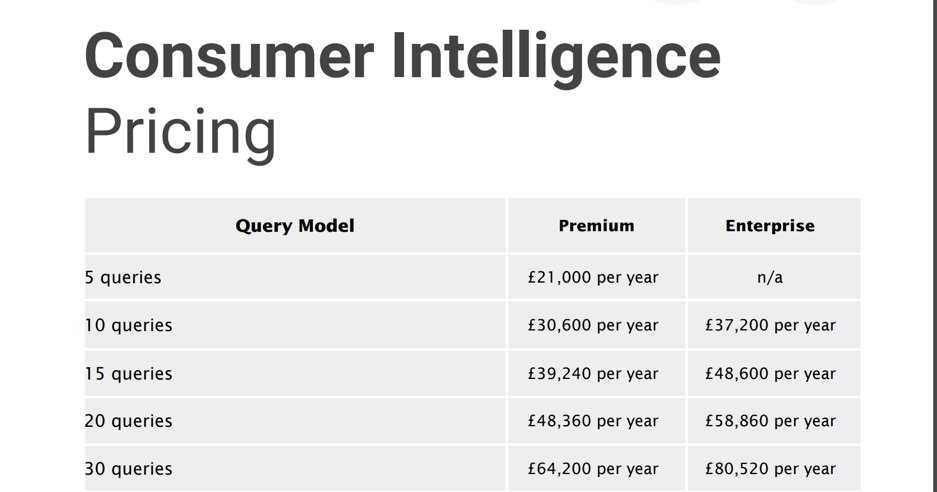 Consumer Intelligence
Pricing
Query Model Premium Enterprise
5 queries £21,000 per year n/a
10 queries £30,600 per year £37,200 per year
15 queries £39,240 per year £48,600 per year
20 queries £48,360 per year £58,860 per year
30 queries £64,200 per year £80,520 per year